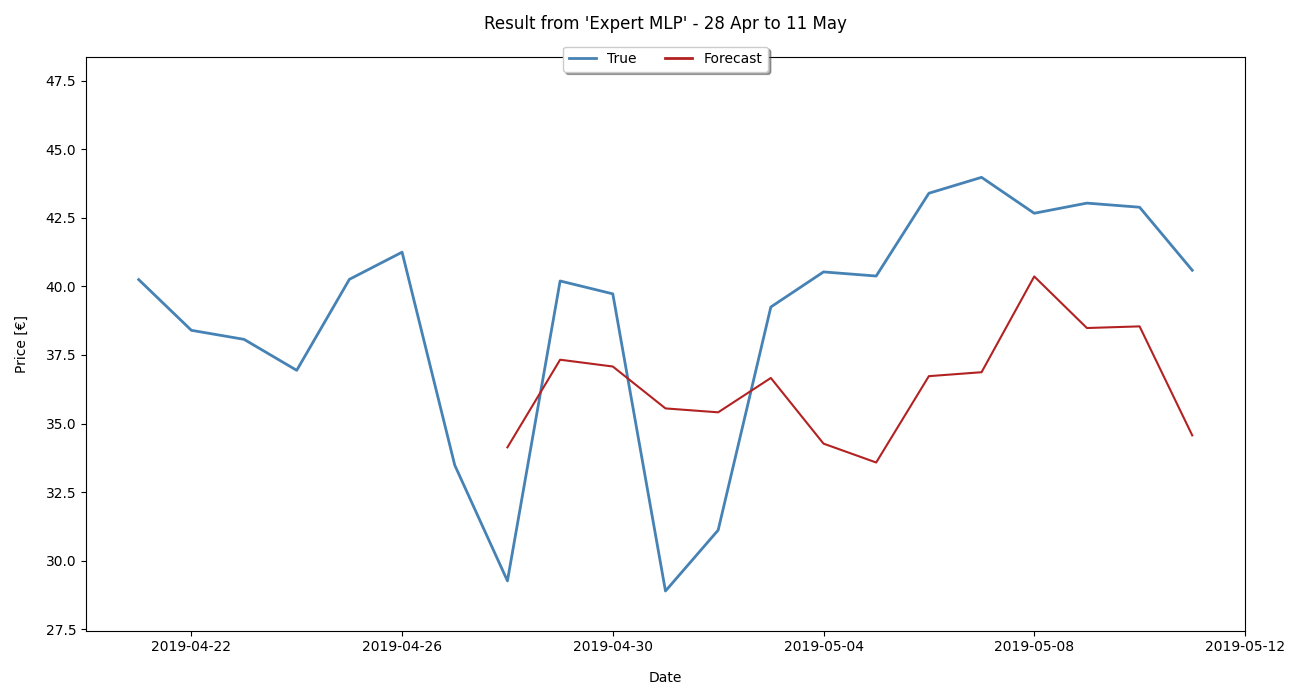 Result from 'Expert MLP' - 28 Apr to 11 May
True Forecast
47.5
45.0
42.5
40.0
37.5
35.0
32.5
30.0
27.5
Price [€]
2019-04-22 2019-04-26 2019-04-30 2019-05-04 2019-05-08 2019-05-12
Date